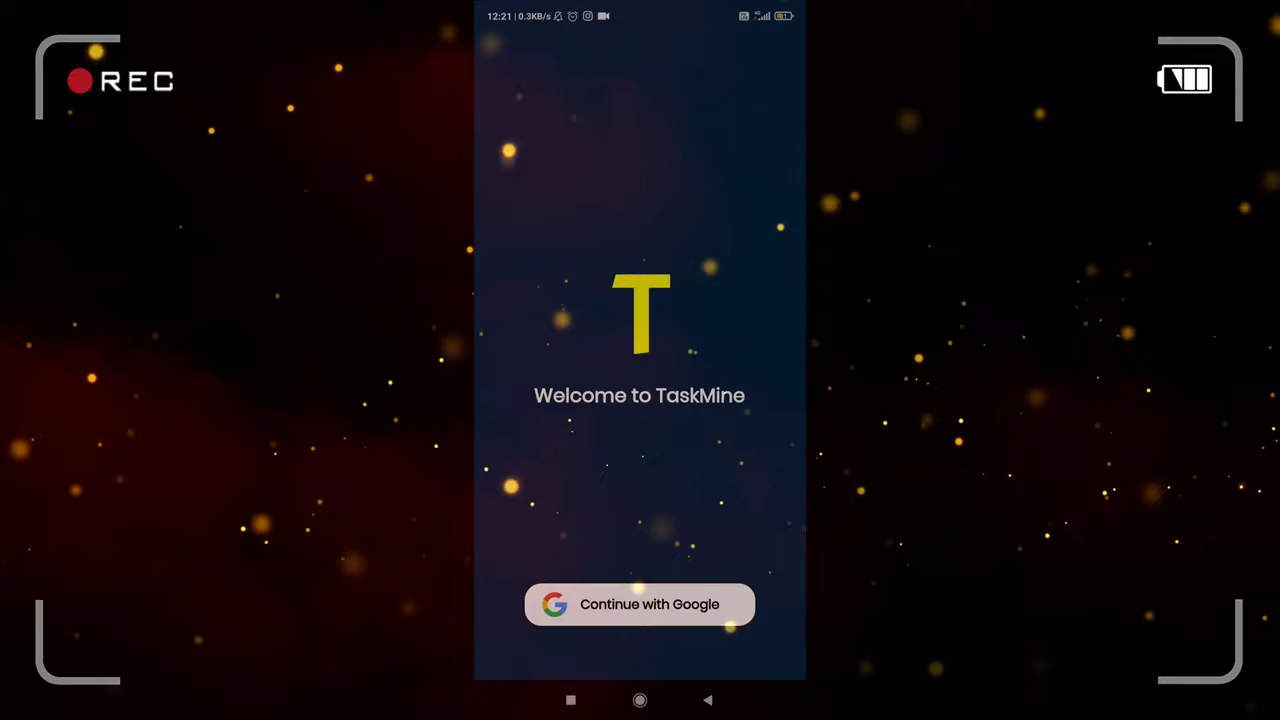 12:21 | 0.3KB/s
REC
T
Welcome to TaskMine
Continue with Google